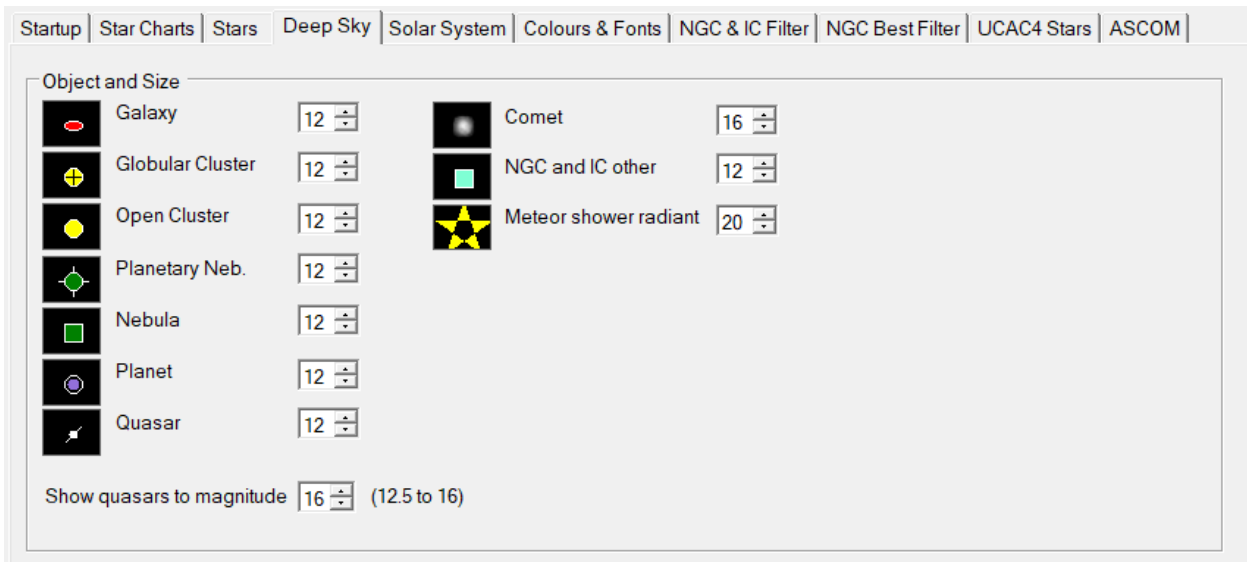 Startup Star Charts Stars Deep Sky Solar System Colours & Fonts NGC & IC Filter NGC Best Filter UCAC4 Stars ASCOM
Object and Size
Galaxy 12
Globular Cluster 12
Open Cluster 12
Planetary Neb. 12
Nebula 12
Planet 12
Quasar 12
Comet 16
NGC and IC other 12
Meteor shower radiant 20
Show quasars to magnitude 16 (12.5 to 16)